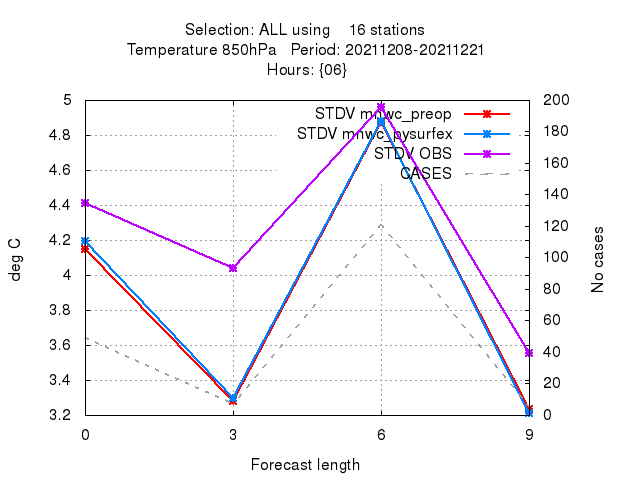 Selection: ALL using    16 stations
Temperature 850hPa   Period: 20211208-20211221
Hours: {06}
5
4.8
4.6
4.4
4.2
4
3.8
3.6
3.4
3.2
deg C
STDV mnwc_preop
STDV mnwc_pysurfex
STDV OBS
CASES
200
180
160
140
120
100
80
60
40
20
0
No cases
0 3 6 9
Forecast length